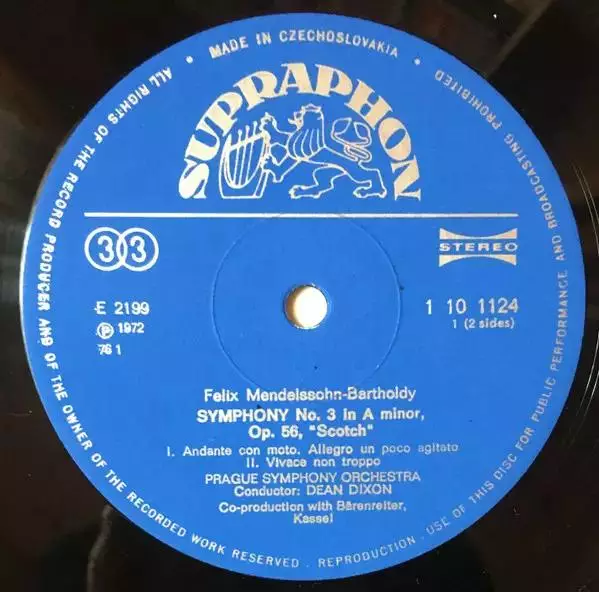 MADE IN CZECHOSLOVAKIA
SUPRAPHON
33
STEREO
E 2199
1 10 1124
Ⓟ 1972
1 (2 sides)
76 1
Felix Mendelssohn-Bartholdy
SYMPHONY No. 3 in A minor,
Op. 56, "Scotch"
I. Andante con moto. Allegro un poco agitato
II. Vivace non troppo
PRAGUE SYMPHONY ORCHESTRA
Conductor: DEAN DIXON
Co-production with Bärenreiter,
Kassel
ALL RIGHTS OF THE RECORD PRODUCER AND OF THE OWNER OF THE RECORDED WORK RESERVED . REPRODUCTION . USE OF THIS DISC FOR PUBLIC PERFORMANCE AND BROADCASTING PROHIBITED